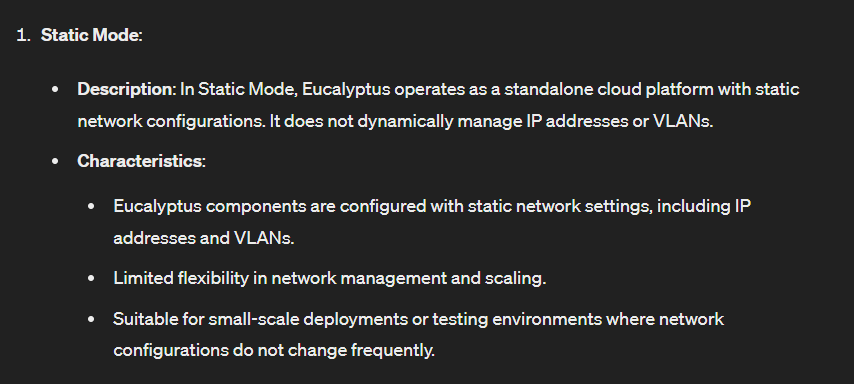 1. Static Mode:
• Description: In Static Mode, Eucalyptus operates as a standalone cloud platform with static
network configurations. It does not dynamically manage IP addresses or VLANs.
• Characteristics:
• Eucalyptus components are configured with static network settings, including IP
addresses and VLANs.
• Limited flexibility in network management and scaling.
• Suitable for small-scale deployments or testing environments where network
configurations do not change frequently.